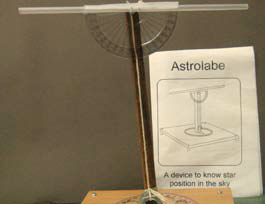 Astrolabe
A device to know star
position in the sky